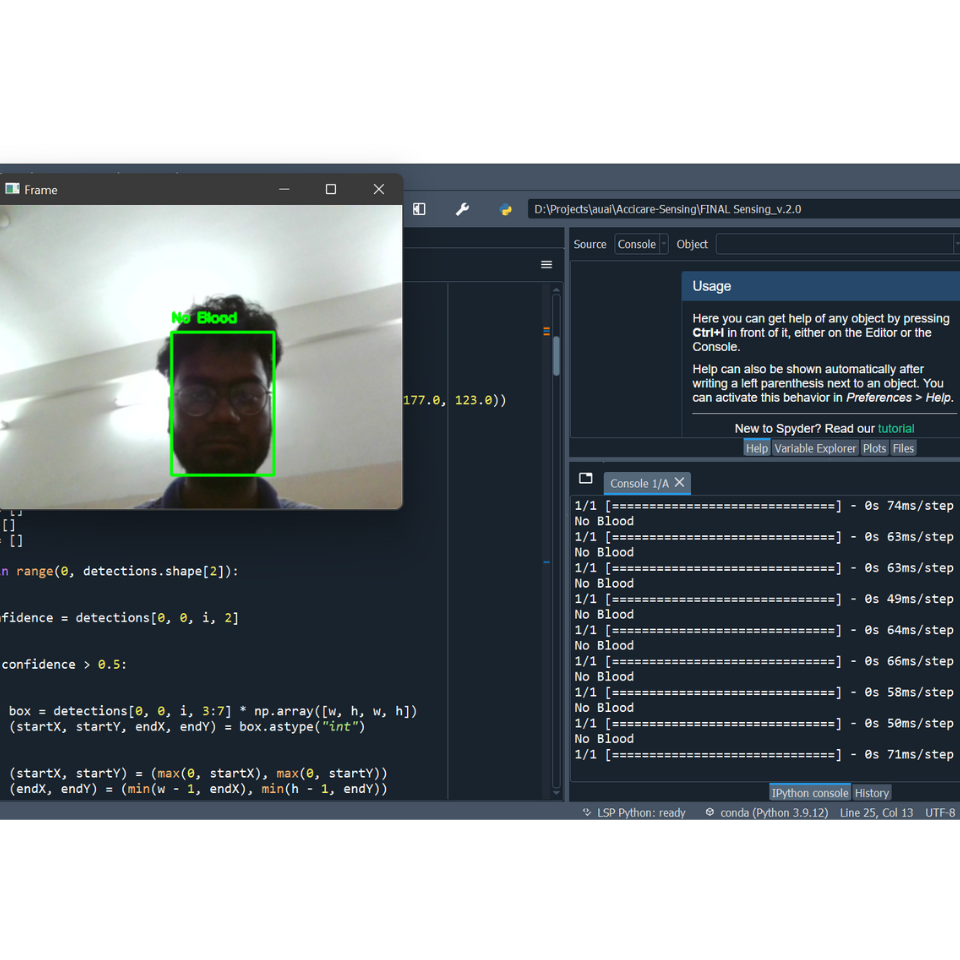 Frame
D:\Projects\auai\Accicare-Sensing\FINAL Sensing_v.2.0
Source Console Object
No Blood
Usage
Here you can get help of any object by pressing
Ctrl+I in front of it, either on the Editor or the
Console.
Help can also be shown automatically after
writing a left parenthesis next to an object. You
can activate this behavior in Preferences > Help.
New to Spyder? Read our tutorial
Help Variable Explorer Plots Files
177.0, 123.0))
= []
[]
= []
n range(0, detections.shape[2]):
fidence = detections[0, 0, i, 2]
confidence > 0.5:
box = detections[0, 0, i, 3:7] * np.array([w, h, w, h])
(startX, startY, endX, endY) = box.astype("int")
(startX, startY) = (max(0, startX), max(0, startY))
(endX, endY) = (min(w - 1, endX), min(h - 1, endY))
Console 1/A
1/1 [==============================] - 0s 74ms/step
No Blood
1/1 [==============================] - 0s 63ms/step
No Blood
1/1 [==============================] - 0s 63ms/step
No Blood
1/1 [==============================] - 0s 49ms/step
No Blood
1/1 [==============================] - 0s 64ms/step
No Blood
1/1 [==============================] - 0s 66ms/step
No Blood
1/1 [==============================] - 0s 58ms/step
No Blood
1/1 [==============================] - 0s 50ms/step
No Blood
1/1 [==============================] - 0s 71ms/step
IPython console History
LSP Python: ready conda (Python 3.9.12) Line 25, Col 13 UTF-8